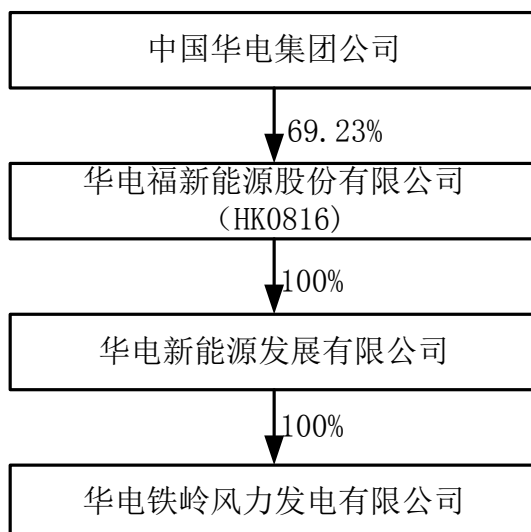 中国华电集团公司
69.23%
华电福新能源股份有限公司
（HK0816）
100%
华电新能源发展有限公司
100%
华电铁岭风力发电有限公司